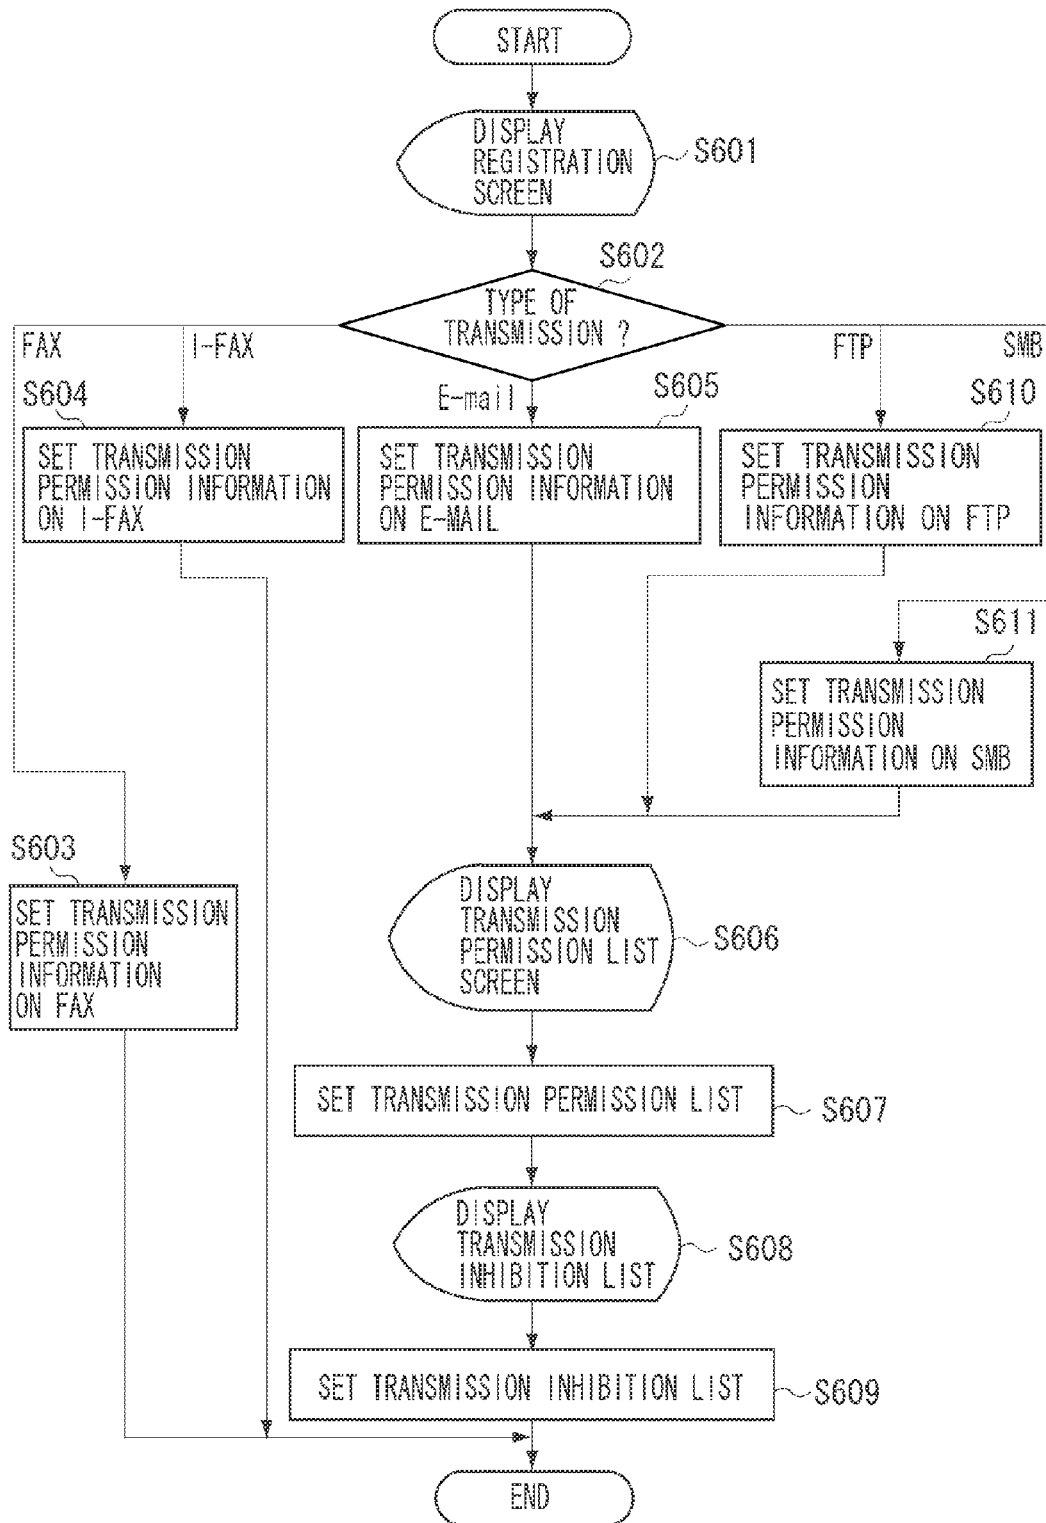 START
DISPLAY
REGISTRATION
SCREEN
S601
S602
TYPE OF
TRANSMISSION ?
FAX
I-FAX
E-mail
FTP
SMB
S604
SET TRANSMISSION
PERMISSION INFORMATION
ON I-FAX
S605
SET TRANSMISSION
PERMISSION INFORMATION
ON E-MAIL
S610
SET TRANSMISSION
PERMISSION
INFORMATION ON FTP
S611
SET TRANSMISSION
PERMISSION
INFORMATION ON SMB
S603
SET TRANSMISSION
PERMISSION
INFORMATION
ON FAX
DISPLAY
TRANSMISSION
PERMISSION LIST
SCREEN
S606
SET TRANSMISSION PERMISSION LIST
S607
DISPLAY
TRANSMISSION
INHIBITION LIST
S608
SET TRANSMISSION INHIBITION LIST
S609
END